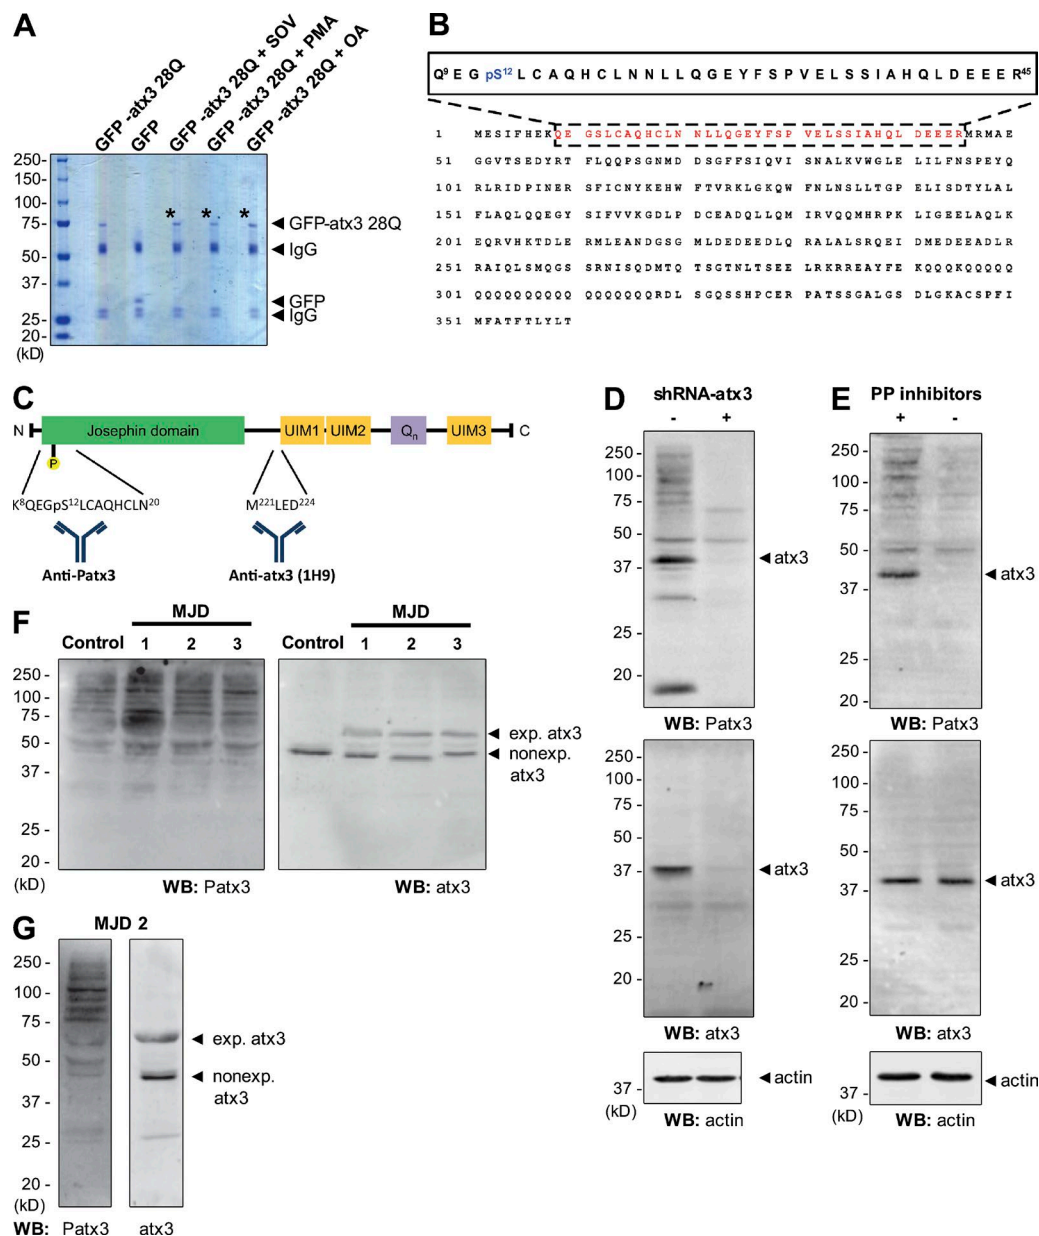 A
GFP -atx3 28Q
GFP
GFP -atx3 28Q + SOV
GFP -atx3 28Q + PMA
GFP -atx3 28Q + OA
250-
150-
100-
75-
50-
37-
25-
20-
(kD)
* * *
GFP-atx3 28Q
IgG
GFP
IgG
B
Q9 E G pS12 L C A Q H C L N N L L Q G E Y F S P V E L S S I A H Q L D E E E R45
1 MESIFHEKQE GSLCAQHCLN NLLQGEYFSP VELSSIAHQL DEEERMRMAE
51 GGVTSEDYRT FLQQPSGNMD DSGFFSIQVI SNALKVWGLE LILFNSPEYQ
101 LRIDPINERS FICNYKEHWF TVRKLGKQWF NLNSLLTGPE LISDTYLAL
151 FLAQLQQEGY SIFVVKGDLP DCEADQLLQM IRVQQMHRPK LIGEELAQLK
201 EQRVHKTDLE RMLEANDGSG MLDEDEEDLQ RALALSRQEI DMEDEEADLR
251 RAIQLSMQGS SRNISQDMTQ TSGTNLTSEE LRKRREAYFE KQQQKQQQQQ
301 QQQQQQQQQQ QQQQQQQRDLS GQSSHPCERP PATSSGALGS DLGKACSPFI
351 MFATFTLYLT
C
N
Josephin domain
UIM1
UIM2
Qn
UIM3
C
P
K8QEGpS12LCAQHCLN20
M221LED224
Anti-Patx3
Anti-atx3 (1H9)
D
shRNA-atx3
- +
250-
100-
75-
50-
37-
25-
20-
atx3
WB: Patx3
250-
100-
75-
50-
37-
25-
20-
atx3
WB: atx3
37-
(kD)
actin
WB: actin
E
PP inhibitors
+ -
250-
100-
75-
50-
37-
25-
20-
atx3
WB: Patx3
250-
100-
75-
50-
37-
25-
20-
atx3
WB: atx3
37-
(kD)
actin
WB: actin
F
MJD
Control 1 2 3
MJD
Control 1 2 3
250-
100-
75-
50-
37-
25-
20-
(kD)
exp. atx3
nonexp.
atx3
WB: Patx3
WB: atx3
G
MJD 2
250-
100-
75-
50-
37-
25-
20-
(kD)
exp. atx3
nonexp.
atx3
WB: Patx3 atx3